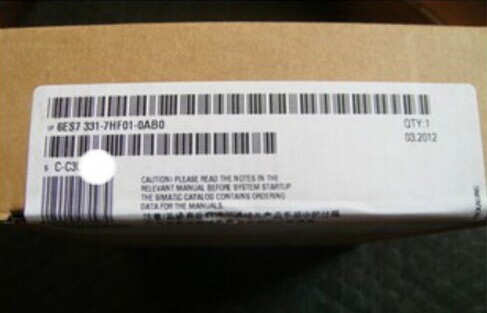 1P 6ES7 331-7HF01-0AB0
QTY:1
03.2012
S C-C3
CAUTION! PLEASE READ THE NOTES IN THE
RELEVANT MANUAL BEFORE SYSTEM STARTUP
THE SIMATIC CATALOG CONTAINS ORDERING
DATA FOR THE MANUALS.